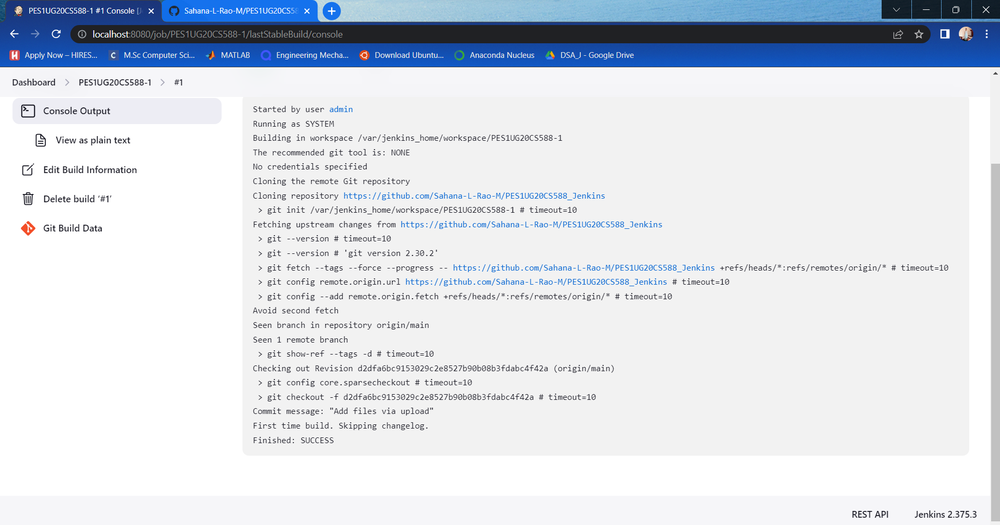 PES1UG20CS588-1 #1 Console [J
Sahana-L-Rao-M/PES1UG20CS58
localhost:8080/job/PES1UG20CS588-1/lastStableBuild/console
Apply Now – HIRES... M.Sc Computer Sci... MATLAB Engineering Mecha... Download Ubuntu... Anaconda Nucleus DSA_J - Google Drive
Dashboard PES1UG20CS588-1 #1
Console Output
View as plain text
Edit Build Information
Delete build ‘#1’
Git Build Data
Started by user admin
Running as SYSTEM
Building in workspace /var/jenkins_home/workspace/PES1UG20CS588-1
The recommended git tool is: NONE
No credentials specified
Cloning the remote Git repository
Cloning repository https://github.com/Sahana-L-Rao-M/PES1UG20CS588_Jenkins
> git init /var/jenkins_home/workspace/PES1UG20CS588-1 # timeout=10
Fetching upstream changes from https://github.com/Sahana-L-Rao-M/PES1UG20CS588_Jenkins
> git --version # timeout=10
> git --version # 'git version 2.30.2'
> git fetch --tags --force --progress -- https://github.com/Sahana-L-Rao-M/PES1UG20CS588_Jenkins +refs/heads/*:refs/remotes/origin/* # timeout=10
> git config remote.origin.url https://github.com/Sahana-L-Rao-M/PES1UG20CS588_Jenkins # timeout=10
> git config --add remote.origin.fetch +refs/heads/*:refs/remotes/origin/* # timeout=10
Avoid second fetch
Seen branch in repository origin/main
Seen 1 remote branch
> git show-ref --tags -d # timeout=10
Checking out Revision d2dfa6bc9153029c2e8527b90b08b3fdabc4f42a (origin/main)
> git config core.sparsecheckout # timeout=10
> git checkout -f d2dfa6bc9153029c2e8527b90b08b3fdabc4f42a # timeout=10
Commit message: "Add files via upload"
First time build. Skipping changelog.
Finished: SUCCESS
REST API Jenkins 2.375.3